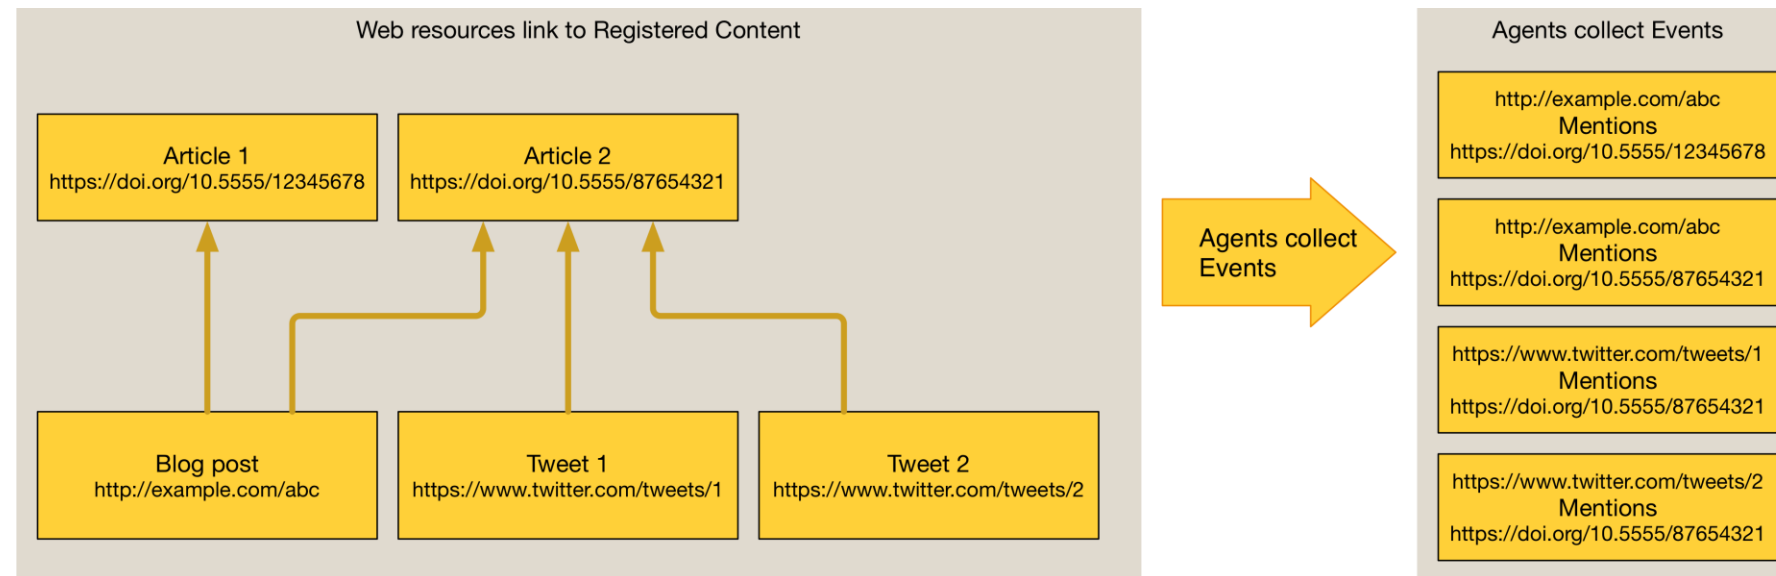 Web resources link to Registered Content
Article 1
https://doi.org/10.5555/12345678
Article 2
https://doi.org/10.5555/87654321
Blog post
http://example.com/abc
Tweet 1
https://www.twitter.com/tweets/1
Tweet 2
https://www.twitter.com/tweets/2
Agents collect
Events
Agents collect Events
http://example.com/abc
Mentions
https://doi.org/10.5555/12345678
http://example.com/abc
Mentions
https://doi.org/10.5555/87654321
https://www.twitter.com/tweets/1
Mentions
https://doi.org/10.5555/87654321
https://www.twitter.com/tweets/2
Mentions
https://doi.org/10.5555/87654321